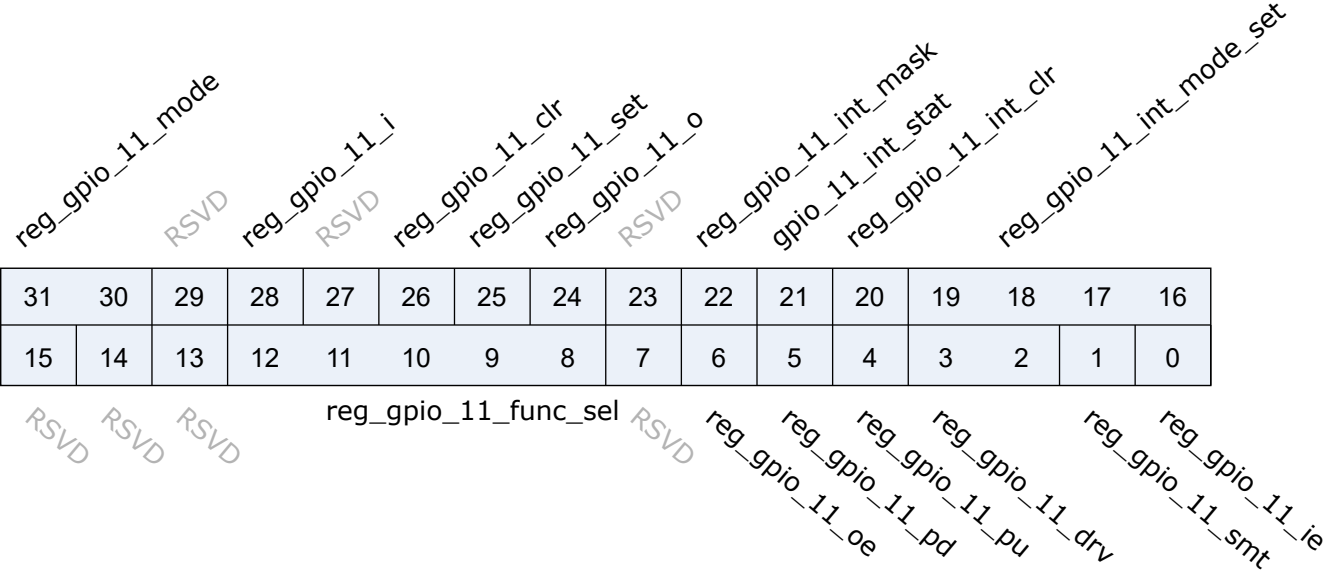 reg_gpio_11_mode
RSVD
reg_gpio_11_i
RSVD
reg_gpio_11_clr
reg_gpio_11_set
reg_gpio_11_o
RSVD
reg_gpio_11_int_mask
gpio_11_int_stat
reg_gpio_11_int_clr
reg_gpio_11_int_mode_set
31 30 29 28 27 26 25 24 23 22 21 20 19 18 17 16
15 14 13 12 11 10 9 8 7 6 5 4 3 2 1 0
RSVD
RSVD
RSVD
reg_gpio_11_func_sel
RSVD
reg_gpio_11_oe
reg_gpio_11_pd
reg_gpio_11_pu
reg_gpio_11_drv
reg_gpio_11_smt
reg_gpio_11_ie